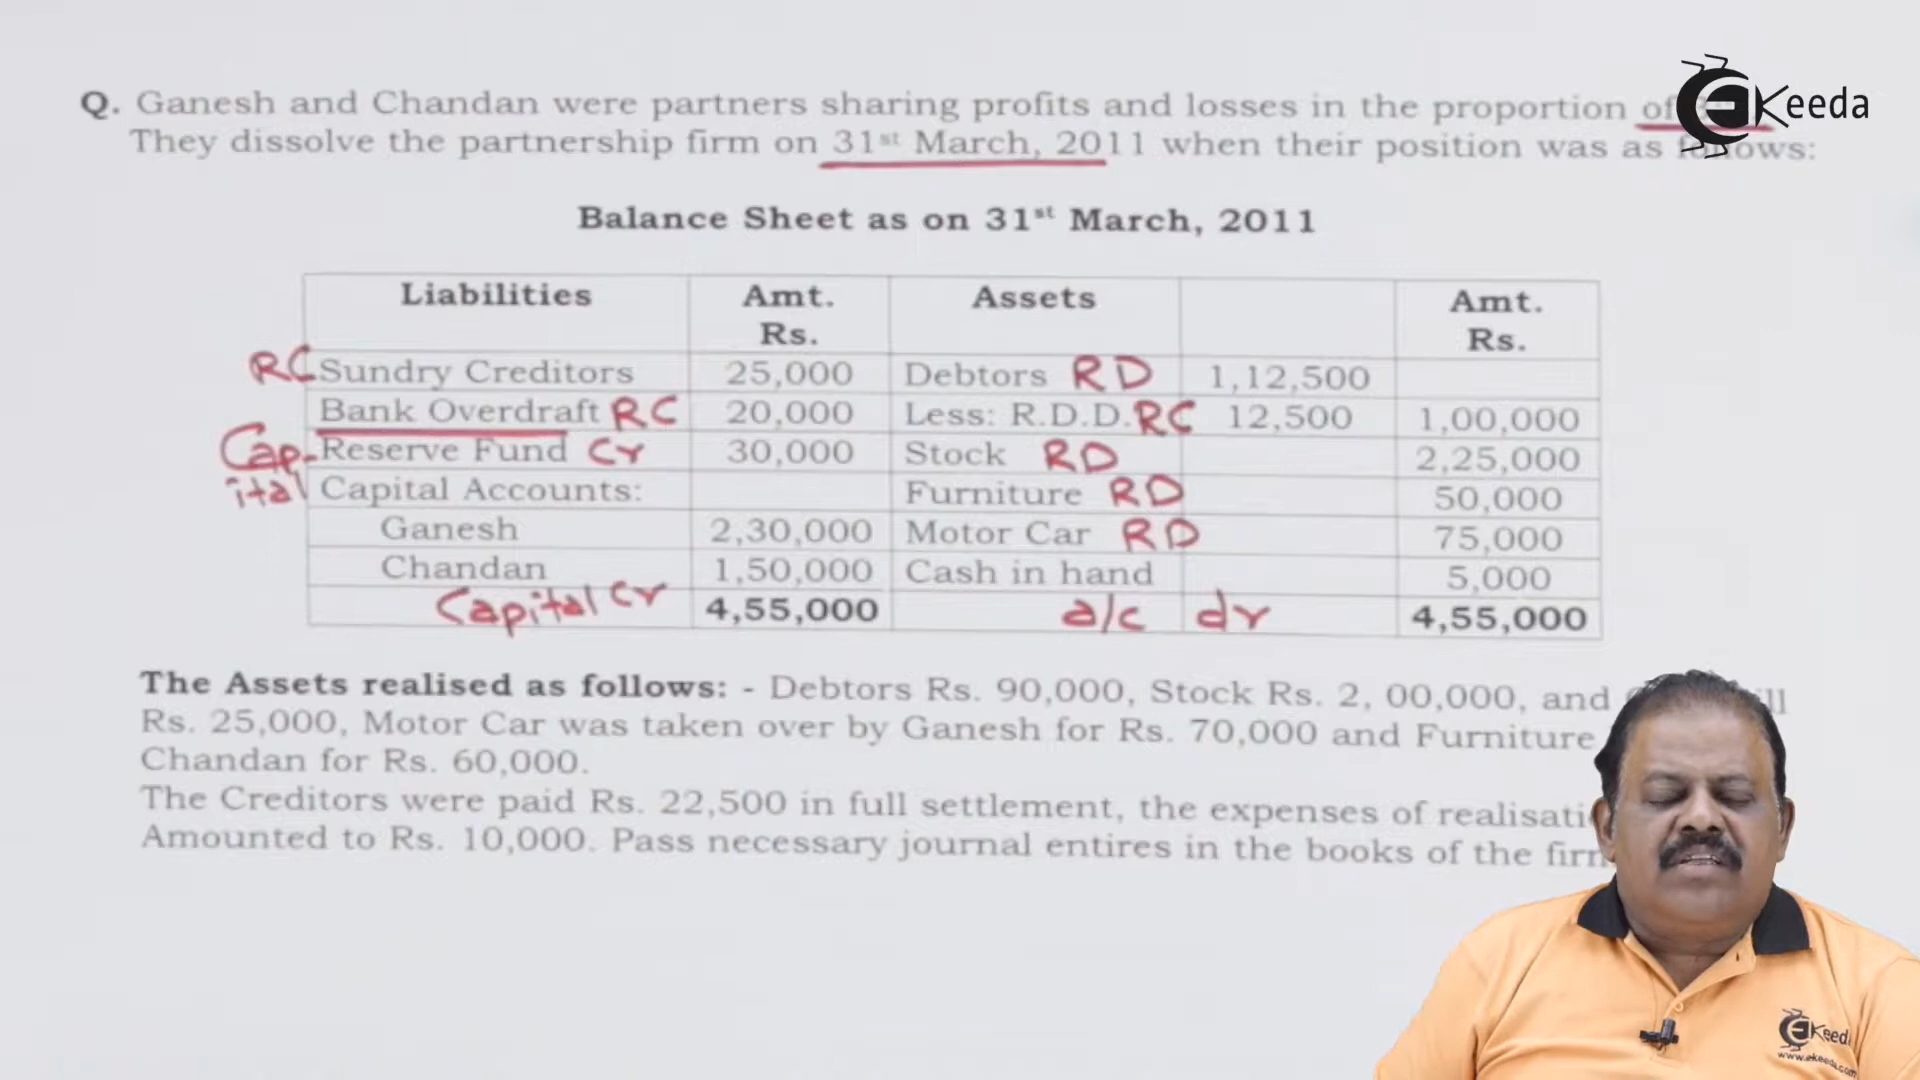 Keeda
Q. Ganesh and Chandan were partners sharing profits and losses in the proportion of
They dissolve the partnership firm on 31st March, 2011 when their position was as follows:
Balance Sheet as on 31st March, 2011
Liabilities Amt. Rs. Assets Amt. Rs.
RC Sundry Creditors 25,000 Debtors RD 1,12,500
Bank Overdraft RC 20,000 Less: R.D.D. RC 12,500 1,00,000
Cap- Reserve Fund Cr 30,000 Stock RD 2,25,000
ital Capital Accounts: Furniture RD 50,000
Ganesh 2,30,000 Motor Car RD 75,000
Chandan 1,50,000 Cash in hand 5,000
Capital Cr 4,55,000 a/c dr 4,55,000
The Assets realised as follows: - Debtors Rs. 90,000, Stock Rs. 2, 00,000, and
Rs. 25,000, Motor Car was taken over by Ganesh for Rs. 70,000 and Furniture
Chandan for Rs. 60,000.
The Creditors were paid Rs. 22,500 in full settlement, the expenses of
Amounted to Rs. 10,000. Pass necessary journal entires in the books of the
Keeda
www.ekeeda.com